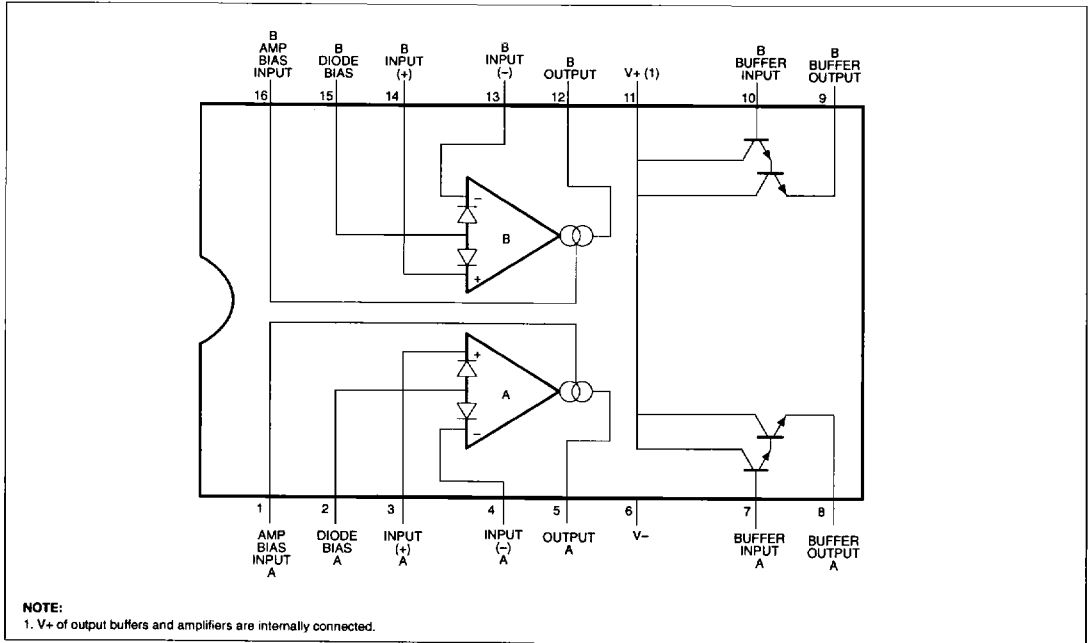 B
AMP
BIAS
INPUT
B
DIODE
BIAS
B
INPUT
(+)
B
INPUT
(–)
B
OUTPUT
V+ (1)
B
BUFFER
INPUT
B
BUFFER
OUTPUT
16
15
14
13
12
11
10
9
–
B
+
+
A
–
1
2
3
4
5
6
7
8
AMP
BIAS
INPUT
A
DIODE
BIAS
A
INPUT
(+)
A
INPUT
(–)
A
OUTPUT
A
V–
BUFFER
INPUT
A
BUFFER
OUTPUT
A
NOTE:
1. V+ of output buffers and amplifiers are internally connected.